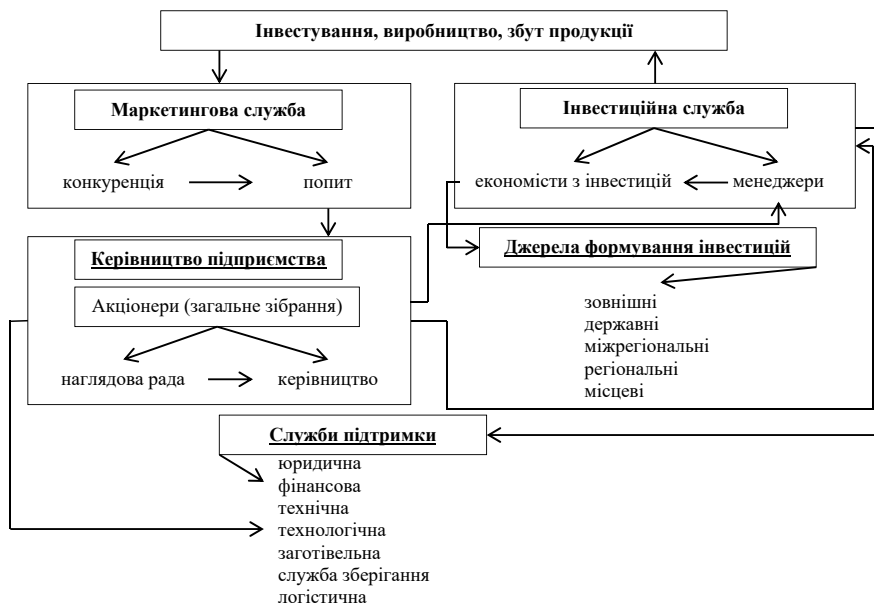 Інвестування, виробництво, збут продукції
Маркетингова служба
конкуренція
попит
Інвестиційна служба
економісти з інвестицій
менеджери
Керівництво підприємства
Акціонери (загальне зібрання)
наглядова рада
керівництво
Джерела формування інвестицій
зовнішні
державні
міжрегіональні
регіональні
місцеві
Служби підтримки
юридична
фінансова
технічна
технологічна
заготівельна
служба зберігання
логістична